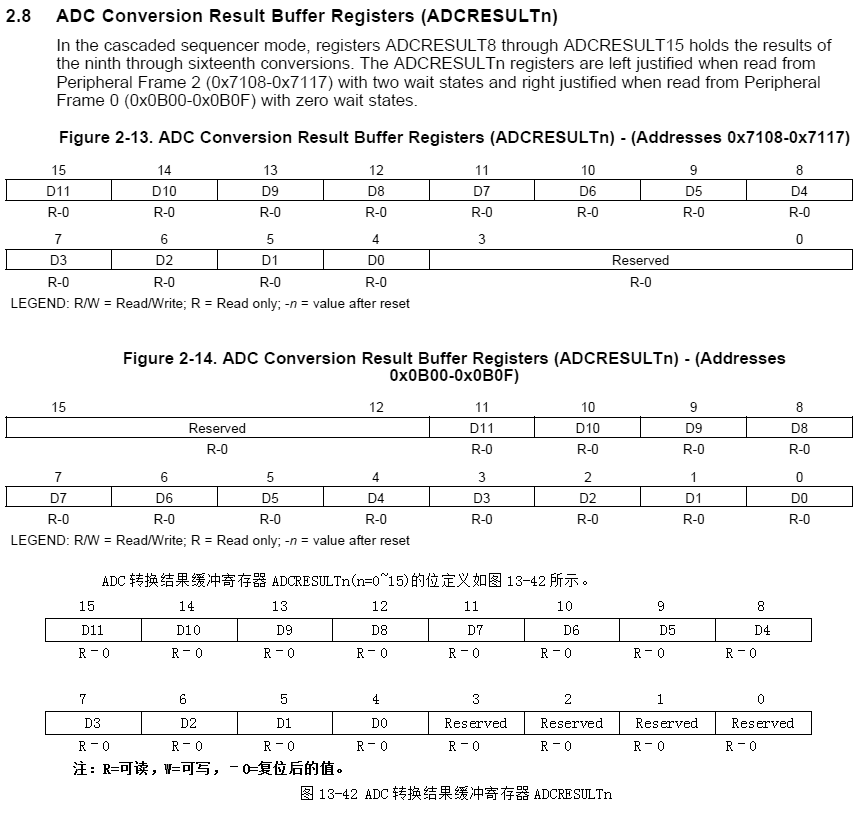 2.8 ADC Conversion Result Buffer Registers (ADCRESULTn)
In the cascaded sequencer mode, registers ADCRESULT8 through ADCRESULT15 holds the results of
the ninth through sixteenth conversions. The ADCRESULTn registers are left justified when read from
Peripheral Frame 2 (0x7108-0x7117) with two wait states and right justified when read from Peripheral
Frame 0 (0x0B00-0x0B0F) with zero wait states.
Figure 2-13. ADC Conversion Result Buffer Registers (ADCRESULTn) - (Addresses 0x7108-0x7117)
15 14 13 12 11 10 9 8
D11 D10 D9 D8 D7 D6 D5 D4
R-0 R-0 R-0 R-0 R-0 R-0 R-0 R-0
7 6 5 4 3 0
D3 D2 D1 D0 Reserved
R-0 R-0 R-0 R-0 R-0
LEGEND: R/W = Read/Write; R = Read only; -n = value after reset
Figure 2-14. ADC Conversion Result Buffer Registers (ADCRESULTn) - (Addresses
0x0B00-0x0B0F)
15 12 11 10 9 8
Reserved D11 D10 D9 D8
R-0 R-0 R-0 R-0 R-0
7 6 5 4 3 2 1 0
D7 D6 D5 D4 D3 D2 D1 D0
R-0 R-0 R-0 R-0 R-0 R-0 R-0 R-0
LEGEND: R/W = Read/Write; R = Read only; -n = value after reset
ADC 转换结果缓冲寄存器 ADCRESULTn(n=0~15)的位定义如图 13-42 所示。
15 14 13 12 11 10 9 8
D11 D10 D9 D8 D7 D6 D5 D4
R-0 R-0 R-0 R-0 R-0 R-0 R-0 R-0
7 6 5 4 3 2 1 0
D3 D2 D1 D0 Reserved Reserved Reserved Reserved
R-0 R-0 R-0 R-0 R-0 R-0 R-0 R-0
注：R=可读，W=可写，-0=复位后的值。
图 13-42 ADC 转换结果缓冲寄存器 ADCRESULTn